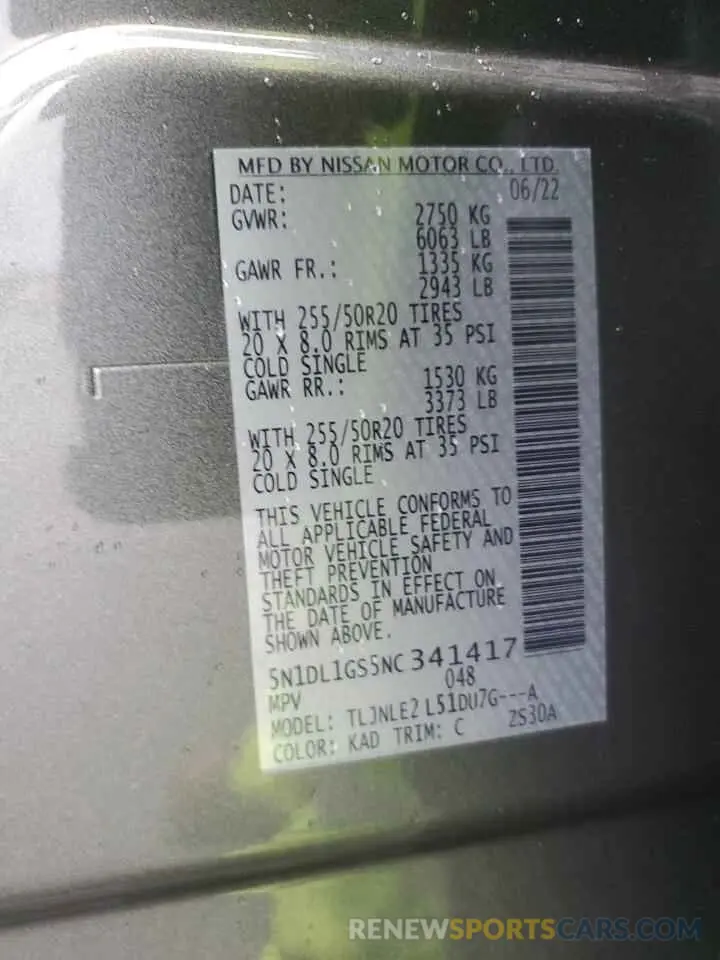 MFD BY NISSAN MOTOR CO., LTD.
DATE: 06/22
GVWR: 2750 KG
6063 LB
GAWR FR.: 1335 KG
2943 LB
WITH 255/50R20 TIRES
20 X 8.0 RIMS AT 35 PSI
COLD SINGLE
GAWR RR.: 1530 KG
3373 LB
WITH 255/50R20 TIRES
20 X 8.0 RIMS AT 35 PSI
COLD SINGLE
THIS VEHICLE CONFORMS TO
ALL APPLICABLE FEDERAL
MOTOR VEHICLE SAFETY AND
THEFT PREVENTION
STANDARDS IN EFFECT ON
THE DATE OF MANUFACTURE
SHOWN ABOVE.
5N1DL1GS5NC341417
MPV 048
MODEL: TLJNLE2 L51DU7G---A
COLOR: KAD TRIM: C ZS30A
RENEWSPORTSCARS.COM